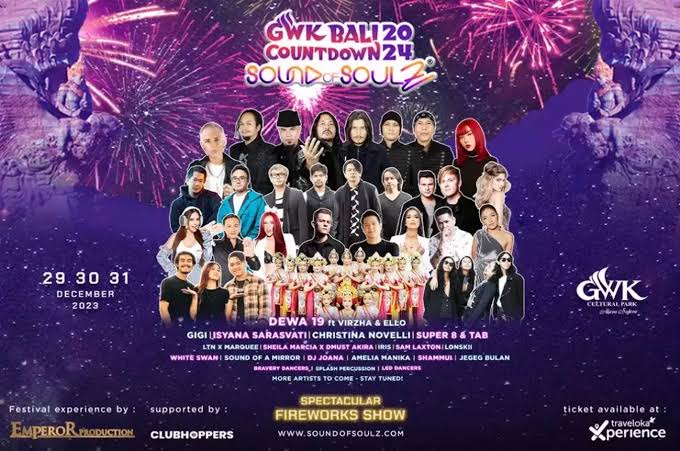 GWK BALI 20
COUNTDOWN 24
SOUND OF SOULZ
29. 30. 31
DECEMBER
2023
GWK
CULTURAL PARK
DEWA 19 ft VIRZHA & ELLO
GIGI | ISYANA SARASVATI | CHRISTINA NOVELLI | SUPER 8 & TAB
LTN X MARQUEE | SHEILA MARCIA X DMUST AKIRA | IRIS | SAM LAXTON | LONSKII
WHITE SWAN | SOUND OF A MIRROR | DJ JOANA | AMELIA MANIKA | SHAMMUI | JEGEG BULAN
BRAVERY DANCERS | SPLASH PERCUSSION | LED DANCERS
MORE ARTISTS TO COME - STAY TUNED!
SPECTACULAR
FIREWORKS SHOW
WWW.SOUNDOFSOULZ.COM
Festival experience by :
EMPEROR PRODUCTION
supported by :
CLUBHOPPERS
ticket available at :
traveloka
Xperience